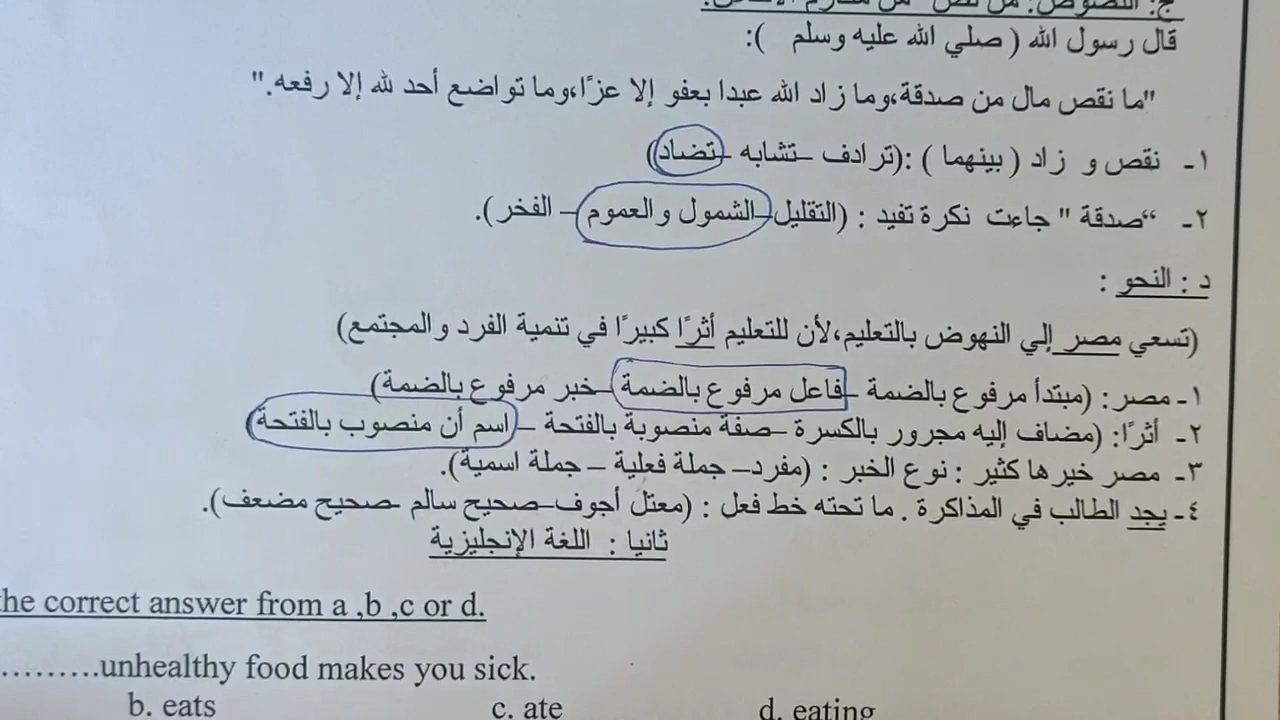 ج: النصوص: من نص "من مكارم الأخلاق:
قال رسول الله ( صلي الله عليه وسلم ):
"ما نقص مال من صدقة،وما زاد الله عبدا بعفو إلا عزًا،وما تواضع أحد لله إلا رفعه."
١- نقص و زاد ( بينهما ) :(ترادف –تشابه –تضاد)
٢- “صدقة " جاءت نكرة تفيد : (التقليل–الشمول والعموم – الفخر).
د : النحو :
(تسعي مصر إلي النهوض بالتعليم،لأن للتعليم أثرًا كبيرًا في تنمية الفرد والمجتمع)
١- مصر: (مبتدأ مرفوع بالضمة –فاعل مرفوع بالضمة –خبر مرفوع بالضمة)
٢- أثرًا: (مضاف إليه مجرور بالكسرة –صفة منصوبة بالفتحة – اسم أن منصوب بالفتحة)
٣- مصر خيرها كثير : نوع الخبر : (مفرد– جملة فعلية – جملة اسمية).
٤- يجد الطالب في المذاكرة . ما تحته خط فعل : (معتل أجوف–صحيح سالم –صحيح مضعف).
ثانيا : اللغة الإنجليزية
the correct answer from a ,b ,c or d.
.........unhealthy food makes you sick.
b. eats c. ate d. eating